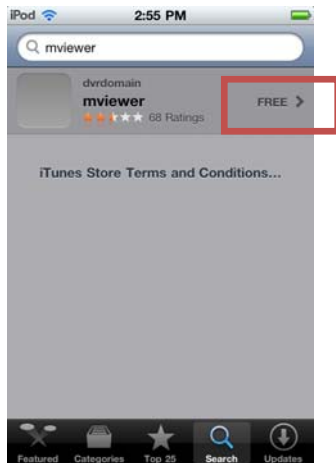 iPod 2:55 PM
mviewer
dvrdomain
mviewer
68 Ratings
FREE
iTunes Store Terms and Conditions...
Featured Categories Top 25 Search Updates